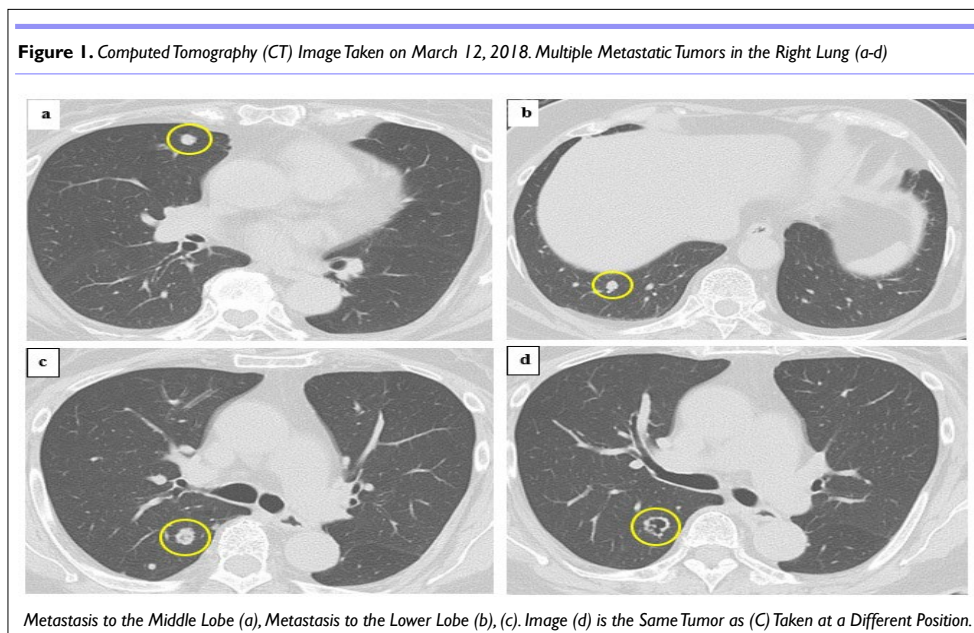 Figure 1. Computed Tomography (CT) Image Taken on March 12, 2018. Multiple Metastatic Tumors in the Right Lung (a-d)
a
b
c
d
Metastasis to the Middle Lobe (a), Metastasis to the Lower Lobe (b), (c). Image (d) is the Same Tumor as (C) Taken at a Different Position.